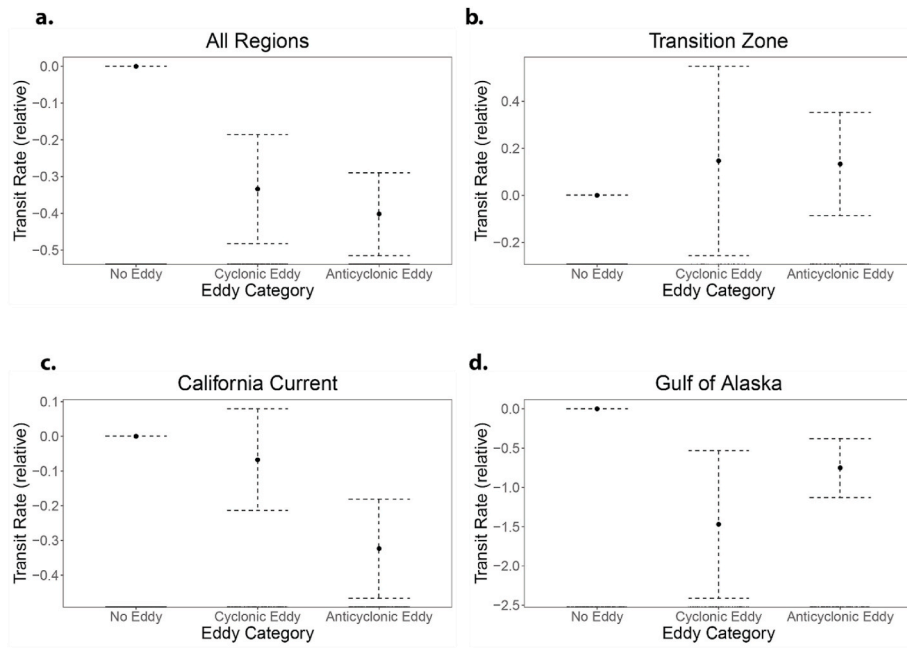 a.
All Regions
Transit Rate (relative)
0.0
−0.1
−0.2
−0.3
−0.4
−0.5
No Eddy Cyclonic Eddy Anticyclonic Eddy
Eddy Category
b.
Transition Zone
Transit Rate (relative)
0.4
0.2
0.0
−0.2
No Eddy Cyclonic Eddy Anticyclonic Eddy
Eddy Category
c.
California Current
Transit Rate (relative)
0.1
0.0
−0.1
−0.2
−0.3
−0.4
No Eddy Cyclonic Eddy Anticyclonic Eddy
Eddy Category
d.
Gulf of Alaska
Transit Rate (relative)
0.0
−0.5
−1.0
−1.5
−2.0
−2.5
No Eddy Cyclonic Eddy Anticyclonic Eddy
Eddy Category